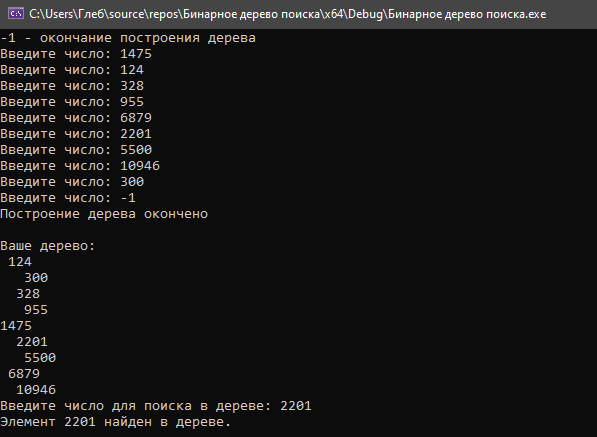 C:\Users\Глеб\source\repos\Бинарное дерево поиска\x64\Debug\Бинарное дерево поиска.exe
-1 - окончание построения дерева
Введите число: 1475
Введите число: 124
Введите число: 328
Введите число: 955
Введите число: 6879
Введите число: 2201
Введите число: 5500
Введите число: 10946
Введите число: 300
Введите число: -1
Построение дерева окончено

Ваше дерево:
 124
   300
  328
   955
1475
  2201
   5500
 6879
  10946
Введите число для поиска в дереве: 2201
Элемент 2201 найден в дереве.